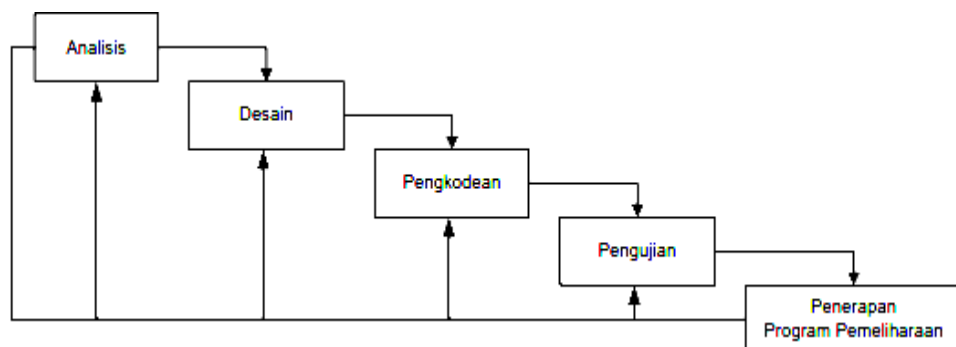 Analisis
Desain
Pengkodean
Pengujian
Penerapan
Program Pemeliharaan